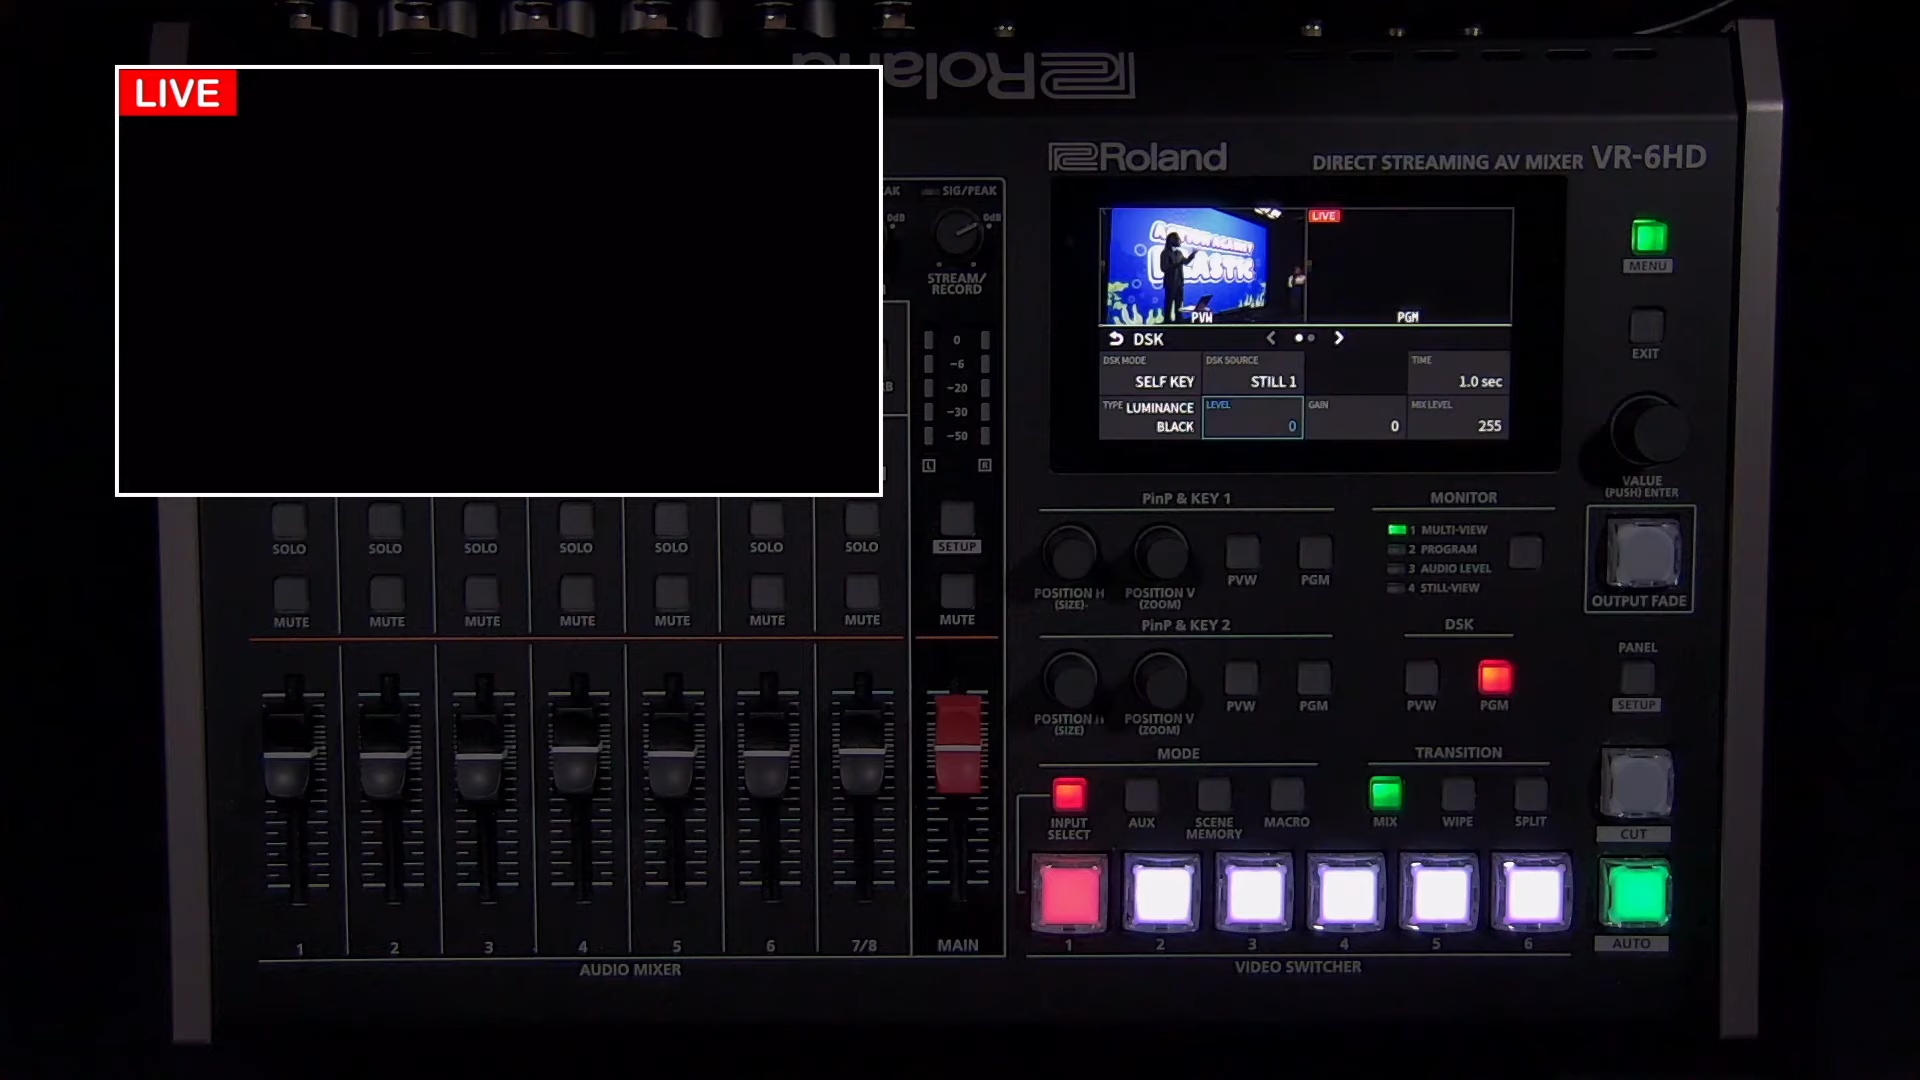 LIVE
Roland
Roland
DIRECT STREAMING AV MIXER VR-6HD
SIG/PEAK
0dB
0dB
STREAM/
RECORD
0
-6
-20
-30
-50
L
R
LIVE
ACTION AGAINST
PLASTIC
PVW
PGM
DSK
DSK MODE
SELF KEY
DSK SOURCE
STILL 1
TIME
1.0 sec
TYPE
LUMINANCE
BLACK
LEVEL
0
GAIN
0
MIX LEVEL
255
MENU
EXIT
VALUE
(PUSH) ENTER
OUTPUT FADE
SOLO SOLO SOLO SOLO SOLO SOLO SOLO SETUP
MUTE MUTE MUTE MUTE MUTE MUTE MUTE MUTE
PinP & KEY 1
POSITION H
(SIZE)
POSITION V
(ZOOM)
PVW
PGM
MONITOR
1 MULTI-VIEW
2 PROGRAM
3 AUDIO LEVEL
4 STILL-VIEW
PinP & KEY 2
POSITION H
(SIZE)
POSITION V
(ZOOM)
PVW
PGM
DSK
PVW
PGM
PANEL
SETUP
MODE
INPUT
SELECT
AUX
SCENE
MEMORY
MACRO
TRANSITION
MIX
WIPE
SPLIT
CUT
AUTO
1 2 3 4 5 6 7/8 MAIN
AUDIO MIXER
1 2 3 4 5 6
VIDEO SWITCHER